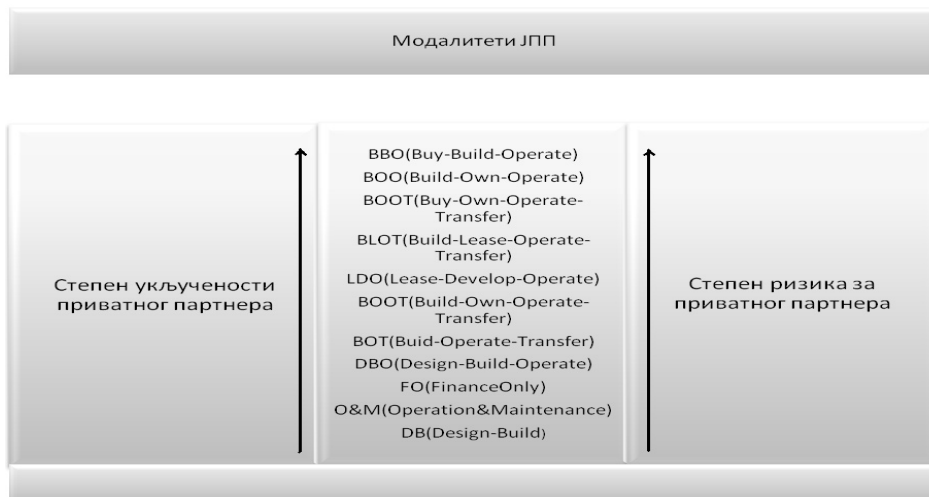 Модалитети ЈПП
Степен укључености
приватног партнера
BBO(Buy-Build-Operate)
BOO(Build-Own-Operate)
BOOT(Buy-Own-Operate-
Transfer)
BLOT(Build-Lease-Operate-
Transfer)
LDO(Lease-Develop-Operate)
BOOT(Build-Own-Operate-
Transfer)
BOT(Buid-Operate-Transfer)
DBO(Design-Build-Operate)
FO(FinanceOnly)
O&M(Operation&Maintenance)
DB(Design-Build)
Степен ризика за
приватног партнера